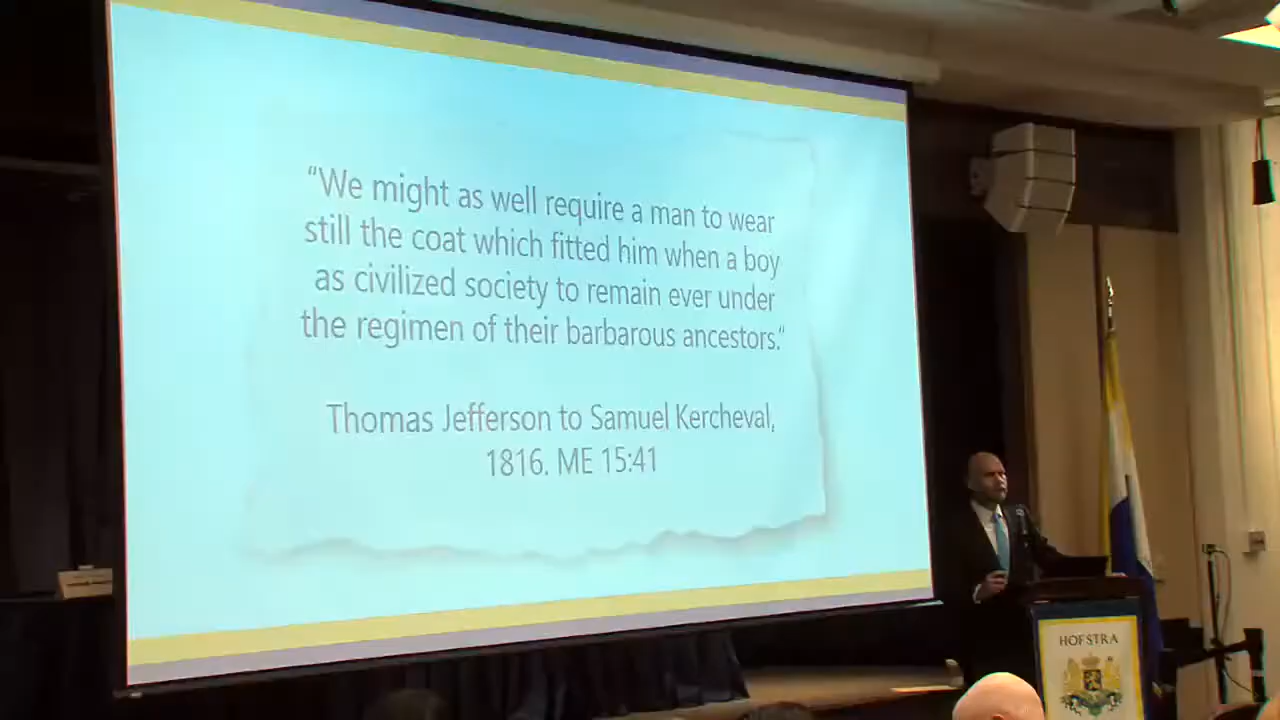 “We might as well require a man to wear
still the coat which fitted him when a boy
as civilized society to remain ever under
the regimen of their barbarous ancestors.“
Thomas Jefferson to Samuel Kercheval,
1816. ME 15:41
HOFSTRA